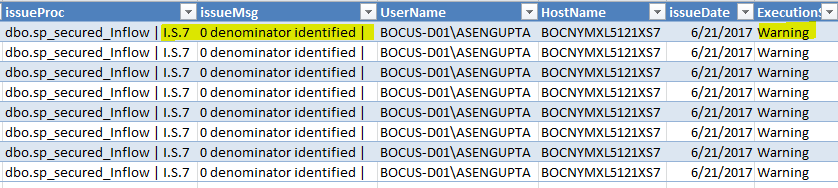 issueProc issueMsg UserName HostName issueDate ExecutionS
dbo.sp_secured_Inflow | I.S.7 0 denominator identified | BOCUS-D01\ASENGUPTA BOCNYMXL5121XS7 6/21/2017 Warning
dbo.sp_secured_Inflow | I.S.7 0 denominator identified | BOCUS-D01\ASENGUPTA BOCNYMXL5121XS7 6/21/2017 Warning
dbo.sp_secured_Inflow | I.S.7 0 denominator identified | BOCUS-D01\ASENGUPTA BOCNYMXL5121XS7 6/21/2017 Warning
dbo.sp_secured_Inflow | I.S.7 0 denominator identified | BOCUS-D01\ASENGUPTA BOCNYMXL5121XS7 6/21/2017 Warning
dbo.sp_secured_Inflow | I.S.7 0 denominator identified | BOCUS-D01\ASENGUPTA BOCNYMXL5121XS7 6/21/2017 Warning
dbo.sp_secured_Inflow | I.S.7 0 denominator identified | BOCUS-D01\ASENGUPTA BOCNYMXL5121XS7 6/21/2017 Warning
dbo.sp_secured_Inflow | I.S.7 0 denominator identified | BOCUS-D01\ASENGUPTA BOCNYMXL5121XS7 6/21/2017 Warning
dbo.sp_secured_Inflow | I.S.7 0 denominator identified | BOCUS-D01\ASENGUPTA BOCNYMXL5121XS7 6/21/2017 Warning